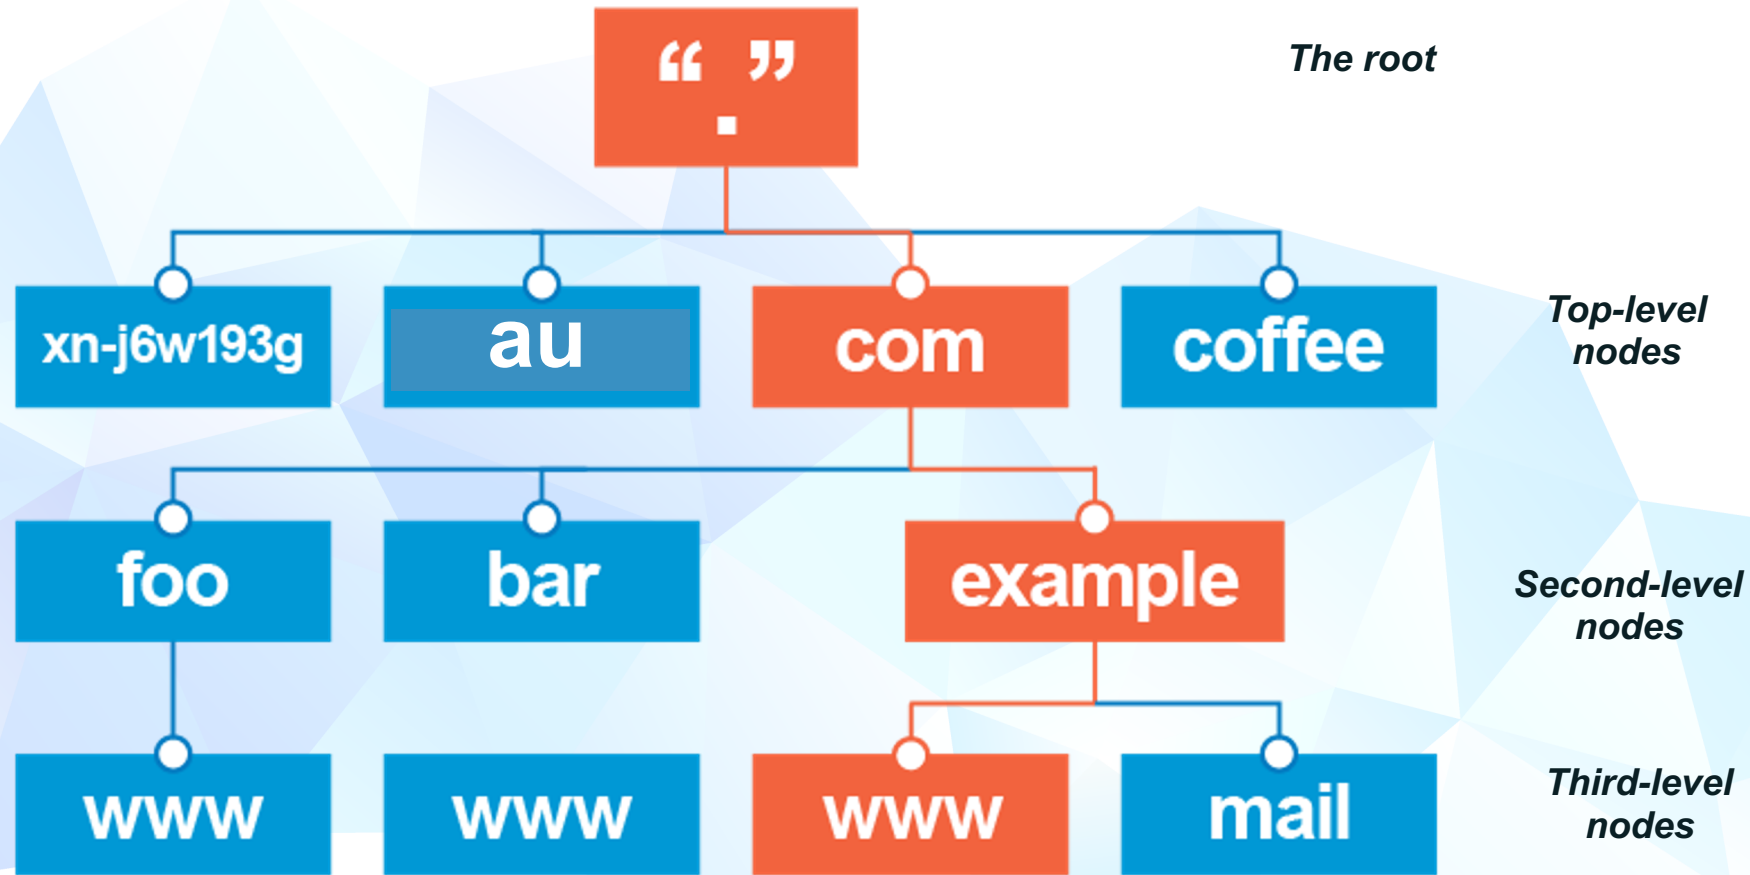 “ . ”
The root
xn-j6w193g
au
com
coffee
Top-level
nodes
foo
bar
example
Second-level
nodes
www
www
www
mail
Third-level
nodes